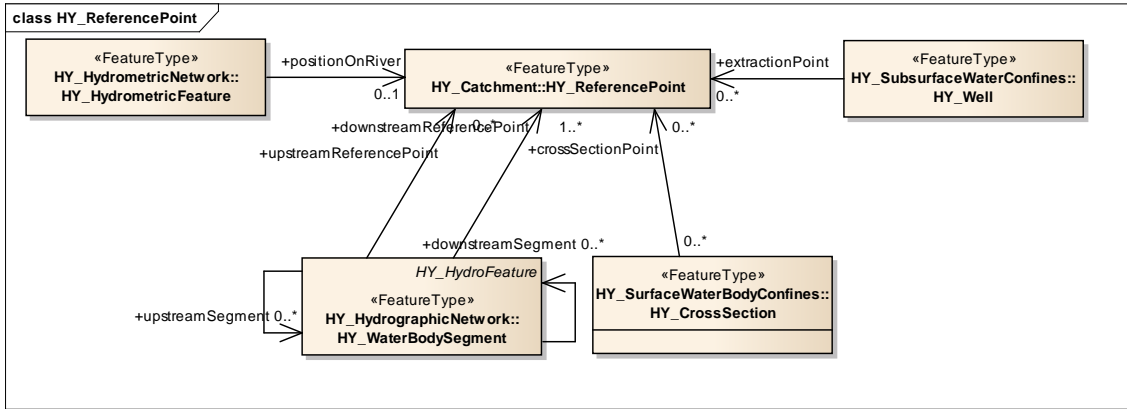 class HY_ReferencePoint
«FeatureType»
HY_HydrometricNetwork::
HY_HydrometricFeature
+positionOnRiver
0..1
«FeatureType»
HY_Catchment::HY_ReferencePoint
+extractionPoint
0..*
«FeatureType»
HY_SubsurfaceWaterConfines::
HY_Well
+downstreamReferencePoint
0..*
1..*
0..*
+upstreamReferencePoint
+crossSectionPoint
+downstreamSegment 0..*
0..*
+upstreamSegment 0..*
HY_HydroFeature
«FeatureType»
HY_HydrographicNetwork::
HY_WaterBodySegment
«FeatureType»
HY_SurfaceWaterBodyConfines::
HY_CrossSection